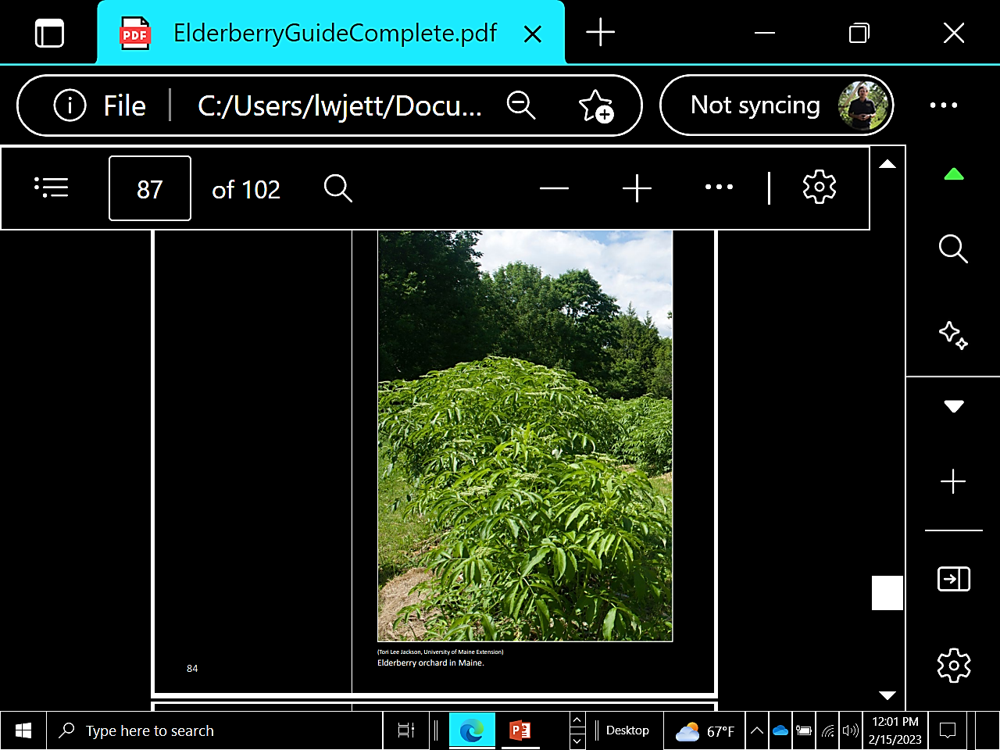 PDF
ElderberryGuideComplete.pdf
File
C:/Users/lwjett/Docu...
Not syncing
87 of 102
(Tori Lee Jackson, University of Maine Extension)
Elderberry orchard in Maine.
84
Type here to search
Desktop
67°F
12:01 PM
2/15/2023